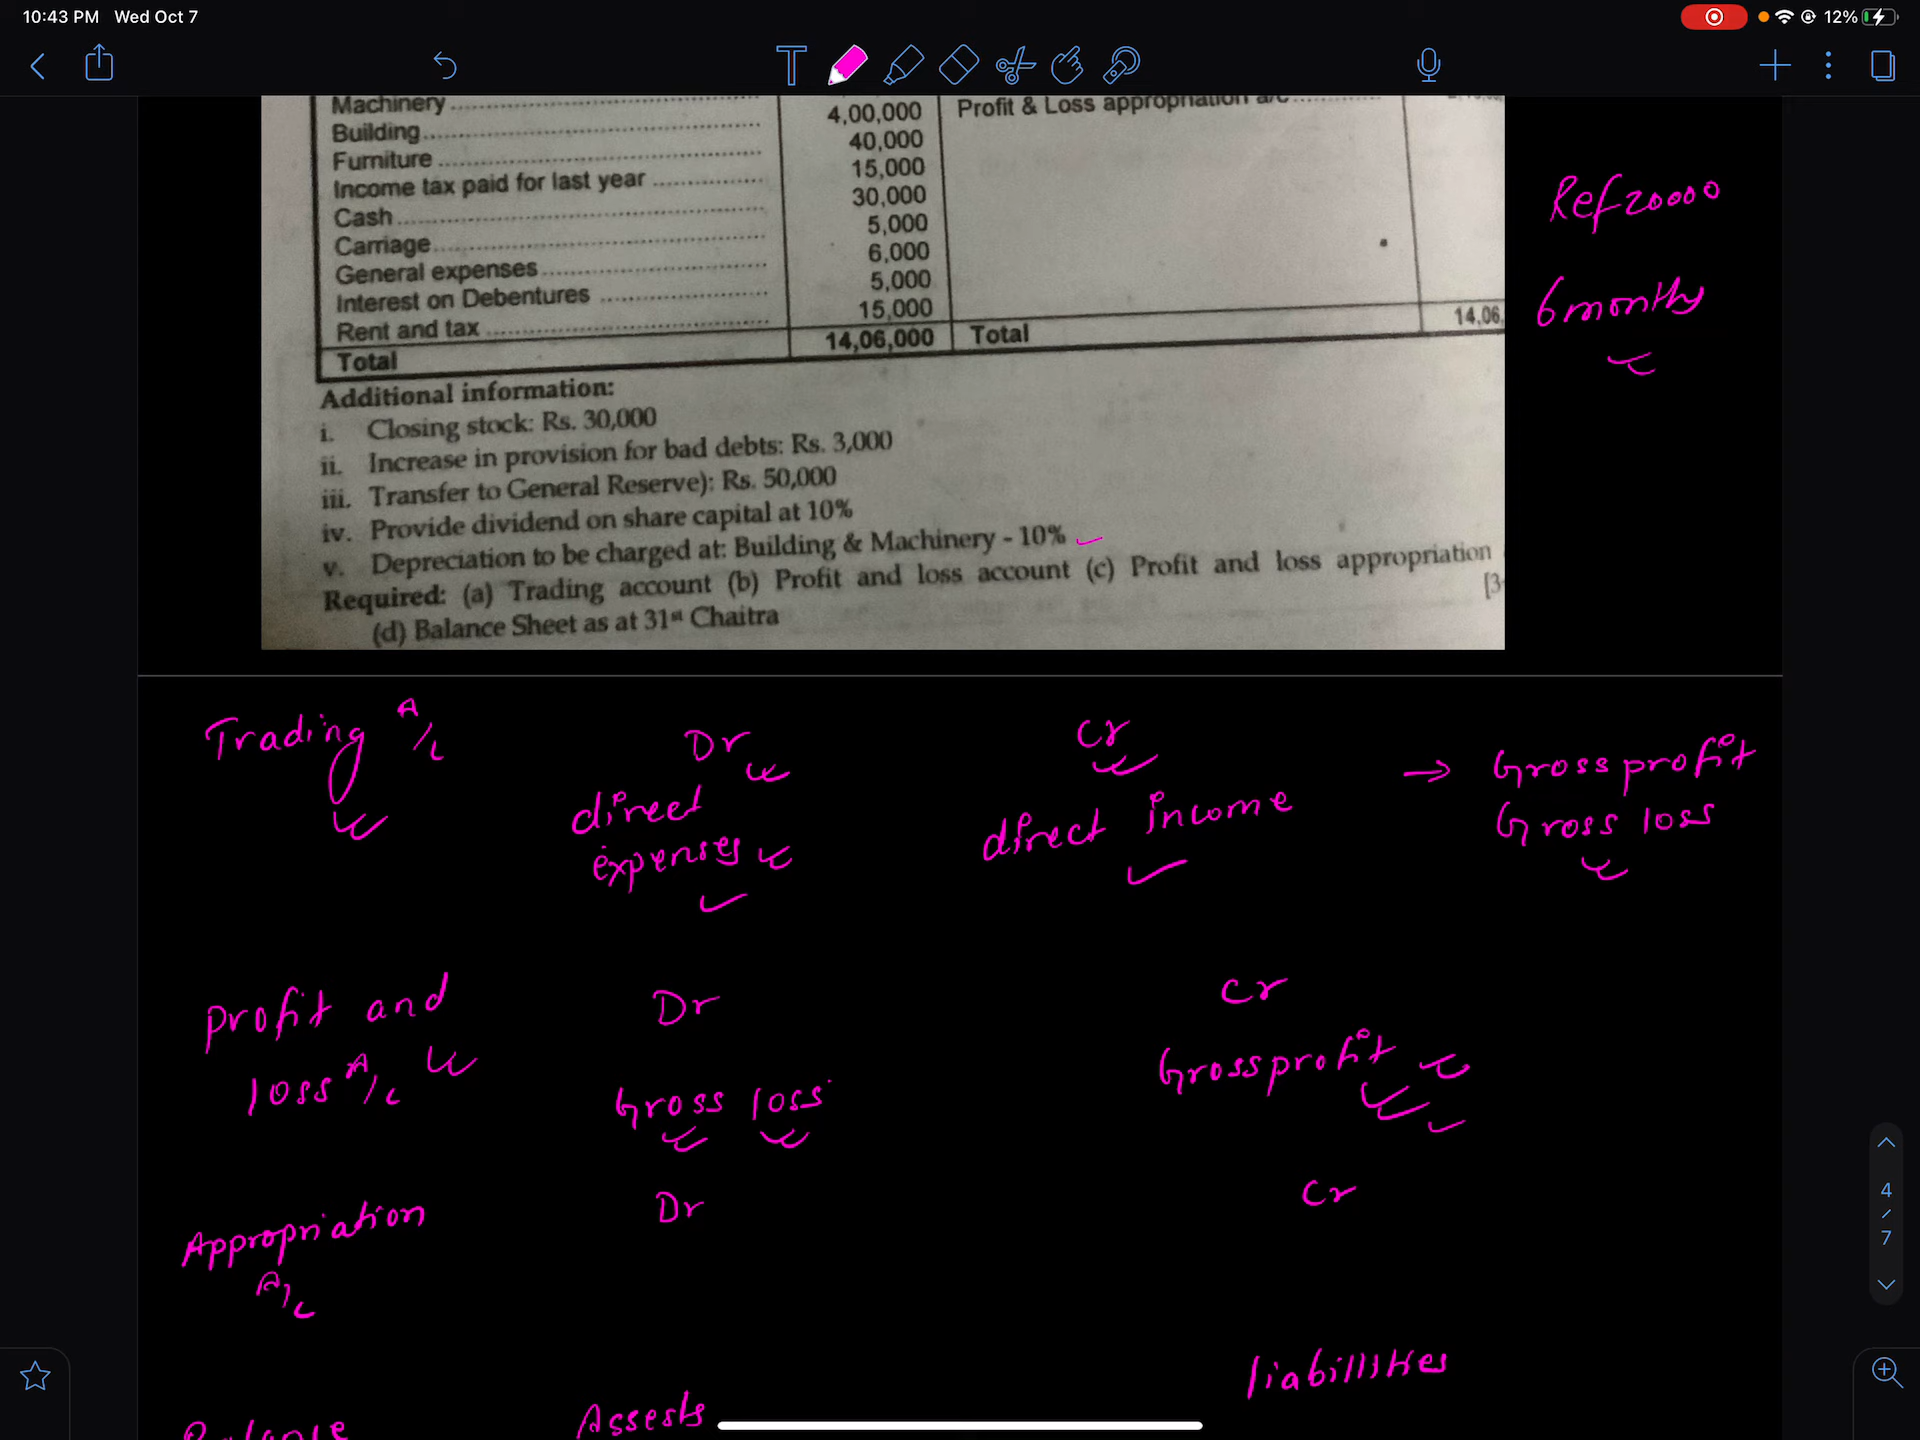 10:43 PM Wed Oct 7
12%
Machinery
Building
Furniture
Income tax paid for last year
Cash
Carriage
General expenses
Interest on Debentures
Rent and tax
Total
4,00,000
40,000
15,000
30,000
5,000
6,000
5,000
15,000
14,06,000
Profit & Loss appropriation a/c
Total
14,06,
Additional information:
i. Closing stock: Rs. 30,000
ii. Increase in provision for bad debts: Rs. 3,000
iii. Transfer to General Reserve): Rs. 50,000
iv. Provide dividend on share capital at 10%
v. Depreciation to be charged at: Building & Machinery - 10%
Required: (a) Trading account (b) Profit and loss account (c) Profit and loss appropriation
[3-
(d) Balance Sheet as at 31st Chaitra
Ref 20000
6 months
Trading A/c
Dr
direct
expenses
Cr
direct income
→ Gross profit
Gross loss
profit and
loss A/c
Dr
Gross loss
Cr
Gross profit
Appropriation
A/c
Dr
Cr
Balance
Assests
liabillities
4
/
7